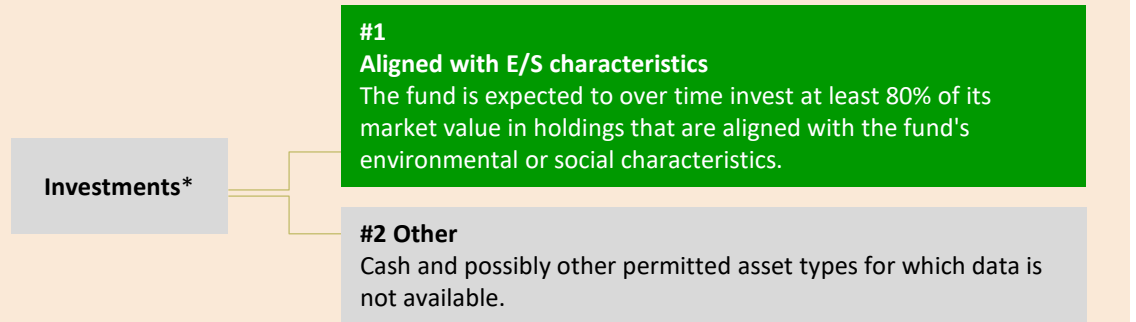 #1
Aligned with E/S characteristics
The fund is expected to over time invest at least 80% of its
market value in holdings that are aligned with the fund's
environmental or social characteristics.
Investments*
#2 Other
Cash and possibly other permitted asset types for which data is
not available.